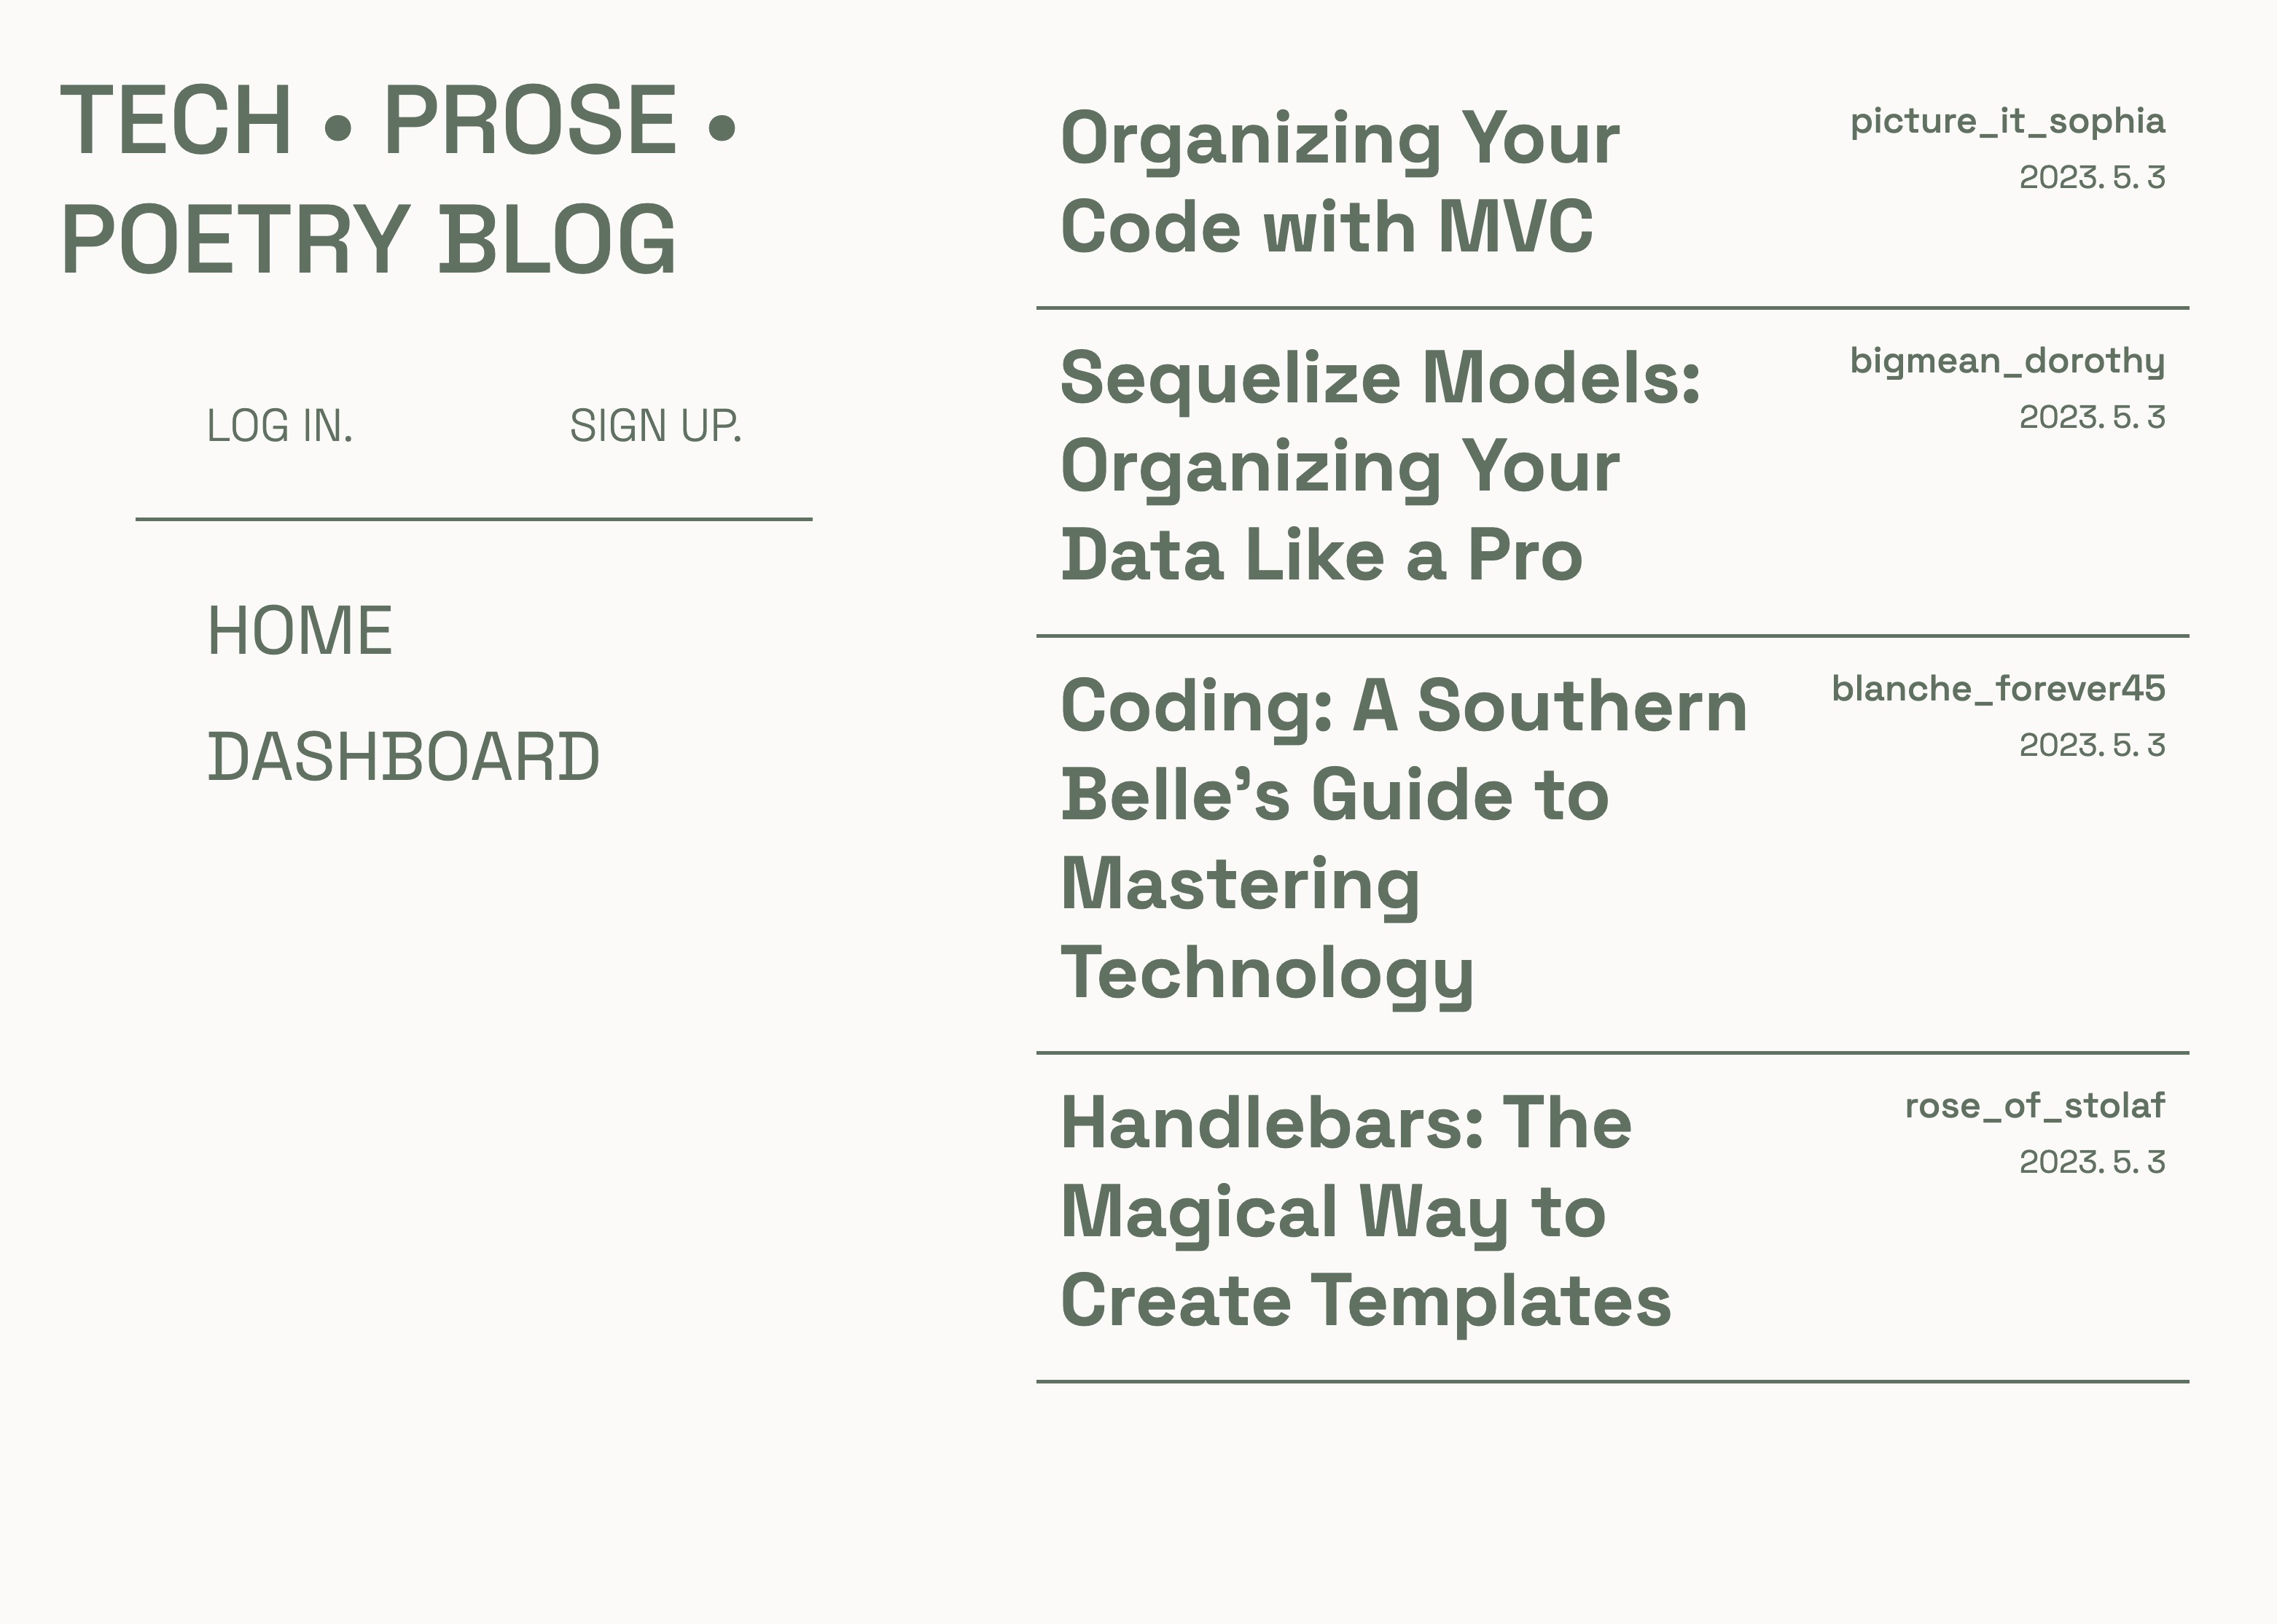 TECH • PROSE •
POETRY BLOG
LOG IN.
SIGN UP.
HOME
DASHBOARD
Organizing Your
Code with MVC
picture_it_sophia
2023. 5. 3
Sequelize Models:
Organizing Your
Data Like a Pro
bigmean_dorothy
2023. 5. 3
Coding: A Southern
Belle’s Guide to
Mastering
Technology
blanche_forever45
2023. 5. 3
Handlebars: The
Magical Way to
Create Templates
rose_of_stolaf
2023. 5. 3